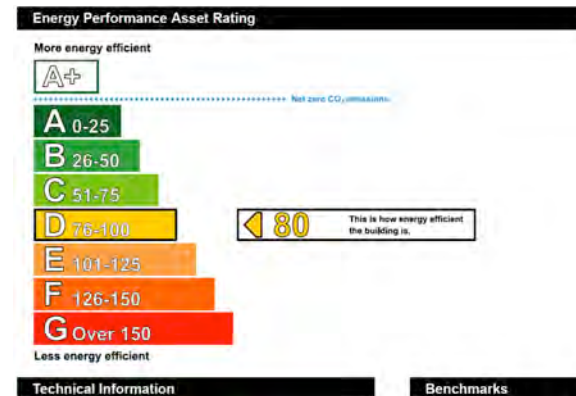 Energy Performance Asset Rating
More energy efficient
A+
Net zero CO₂ emissions
A 0-25
B 26-50
C 51-75
D 76-100
80
This is how energy efficient
the building is.
E 101-125
F 126-150
G Over 150
Less energy efficient
Technical Information
Benchmarks